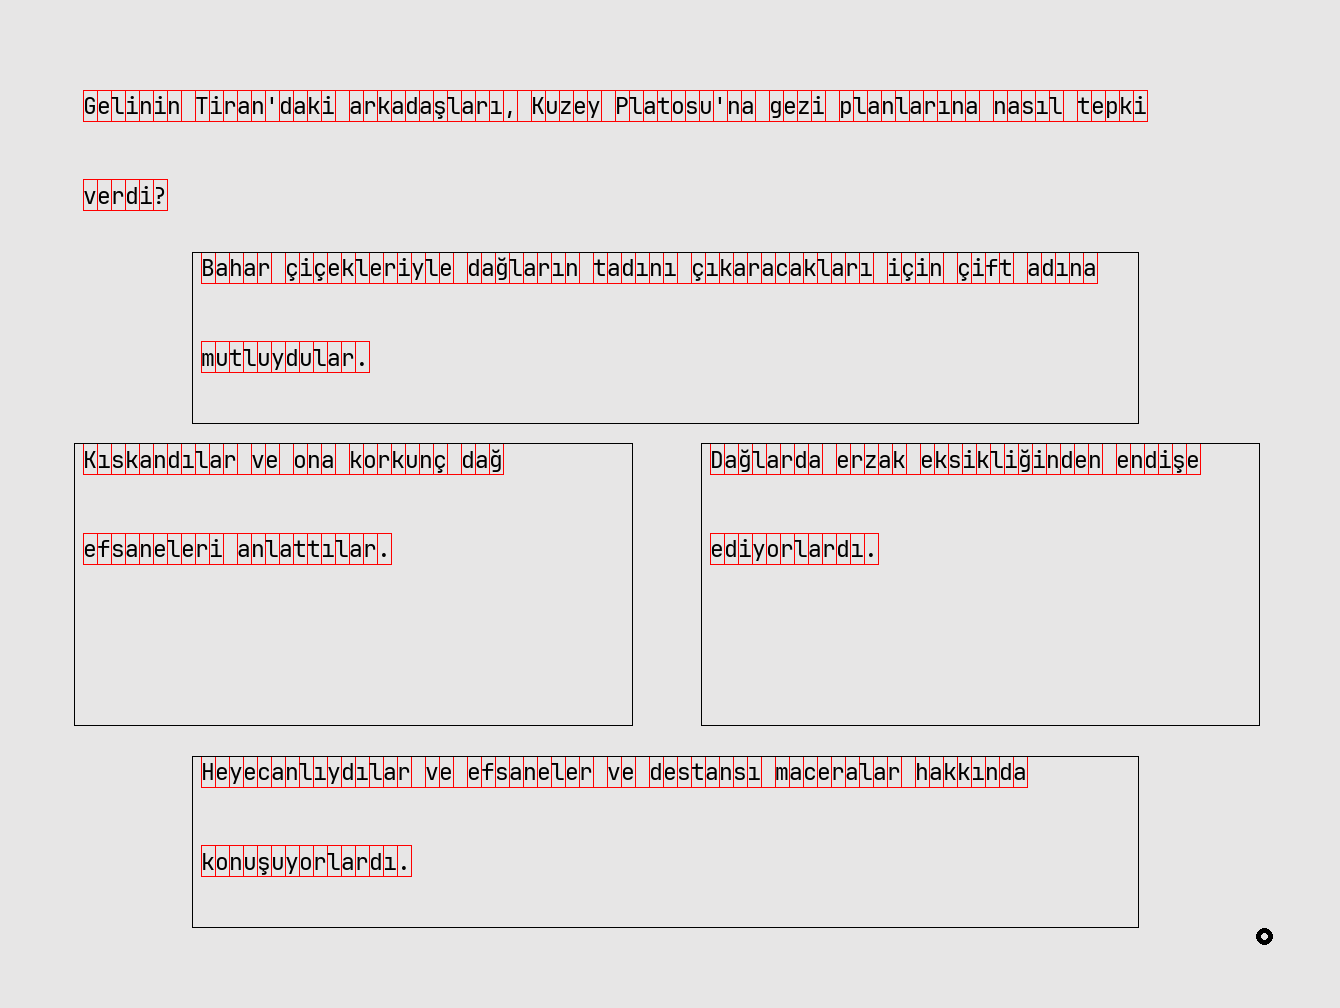 Gelinin Tiran'daki arkadaşları, Kuzey Platosu'na gezi planlarına nasıl tepki
verdi?
Bahar çiçekleriyle dağların tadını çıkaracakları için çift adına
mutluydular.
Kıskandılar ve ona korkunç dağ
efsaneleri anlattılar.
Dağlarda erzak eksikliğinden endişe
ediyorlardı.
Heyecanlıydılar ve efsaneler ve destansı maceralar hakkında
konuşuyorlardı.